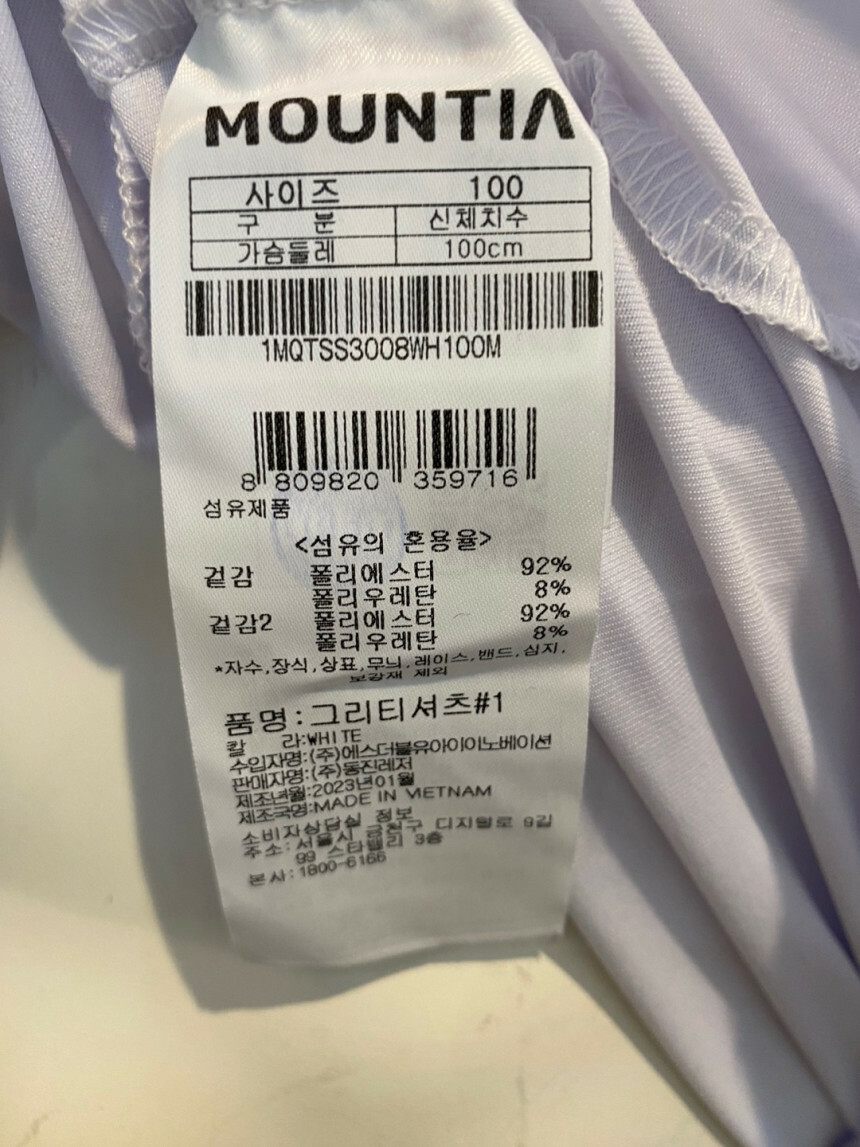 MOUNTIA
사이즈 100
구 분 신체치수
가슴둘레 100cm
1MQTSS3008WH100M
8 809820 359716
섬유제품
<섬유의 혼용율>
겉감 폴리에스터 92%
폴리우레탄 8%
겉감2 폴리에스터 92%
폴리우레탄 8%
*자수,장식,상표,무늬,레이스,밴드,심지,
보강재 제외
품명:그리티셔츠#1
칼 라:WHITE
수입자명:(주)에스더블유아이이노베이션
판매자명:(주)동진레저
제조년월:2023년01월
제조국명:MADE IN VIETNAM
소비자상담실 정보
주소:서울시 금천구 디지털로 9길
99 스타밸리 3층
본사:1800-6166